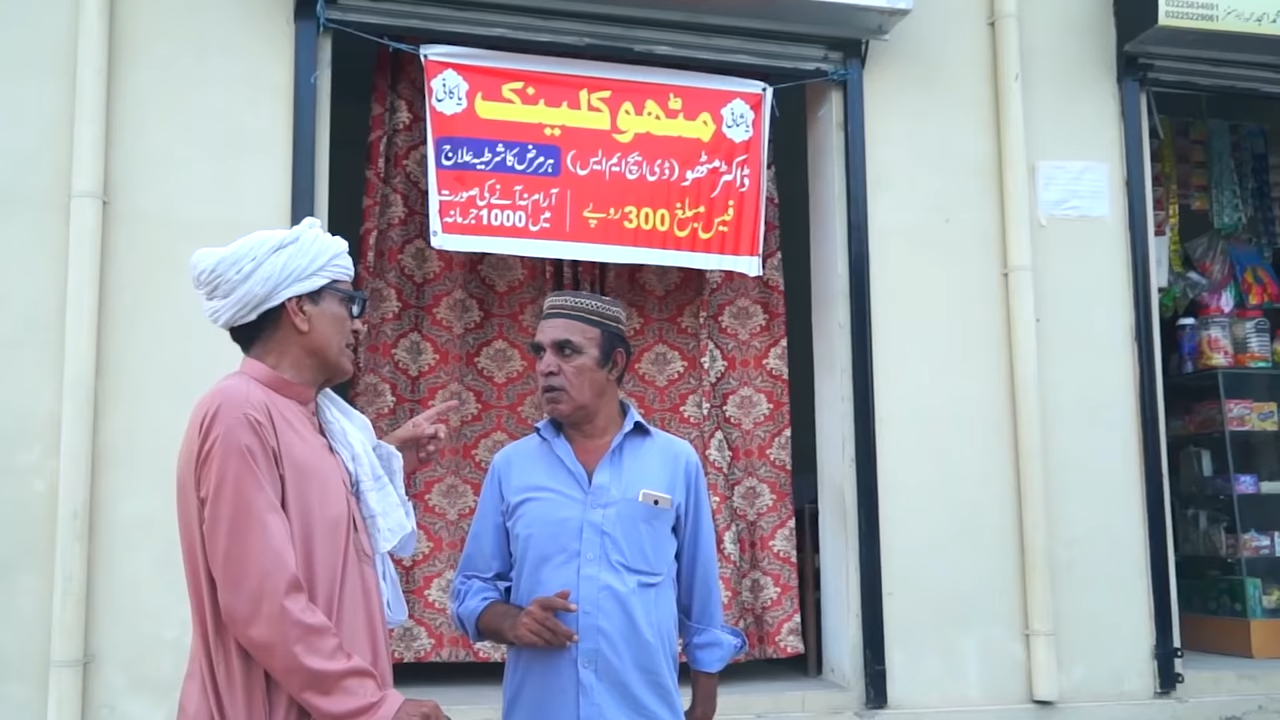 یا شافی
مٹھو کلینک
یا کافی
ڈاکٹر مٹھو (ڈی ایچ ایم ایس)
ہر مرض کا شرطیہ علاج
فیس مبلغ 300 روپے
آرام نہ آنے کی صورت
میں 1000 جرمانہ
03225834691
03225229061